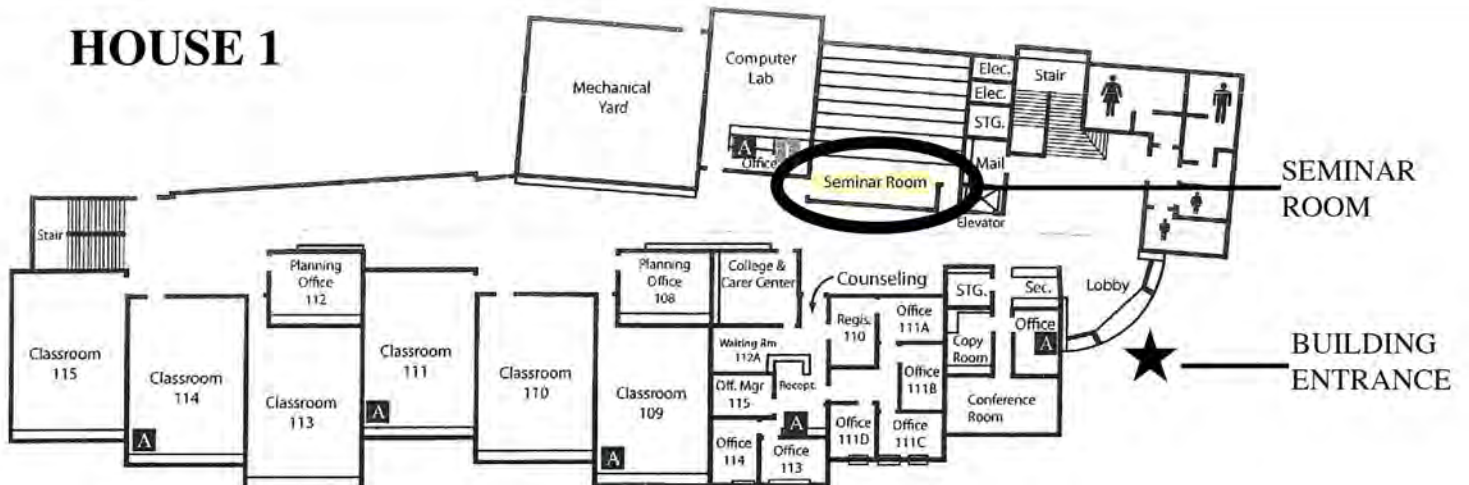 HOUSE 1
Mechanical
Yard
Computer
Lab
Elec.
Elec.
STG.
Stair
A
Office
Mail
Seminar Room
Elevator
SEMINAR
ROOM
Stair
Planning
Office
112
Planning
Office
108
College &
Carer Center
Counseling
STG.
Sec.
Lobby
Regis.
110
Office
111A
Office
A
Copy
Room
BUILDING
ENTRANCE
Classroom
115
Classroom
114
A
Classroom
113
Classroom
111
A
Classroom
110
Classroom
109
A
Waiting Rm
112A
Off. Mgr
115
Recept.
A
Office
111B
Conference
Room
Office
114
Office
113
Office
111D
Office
111C